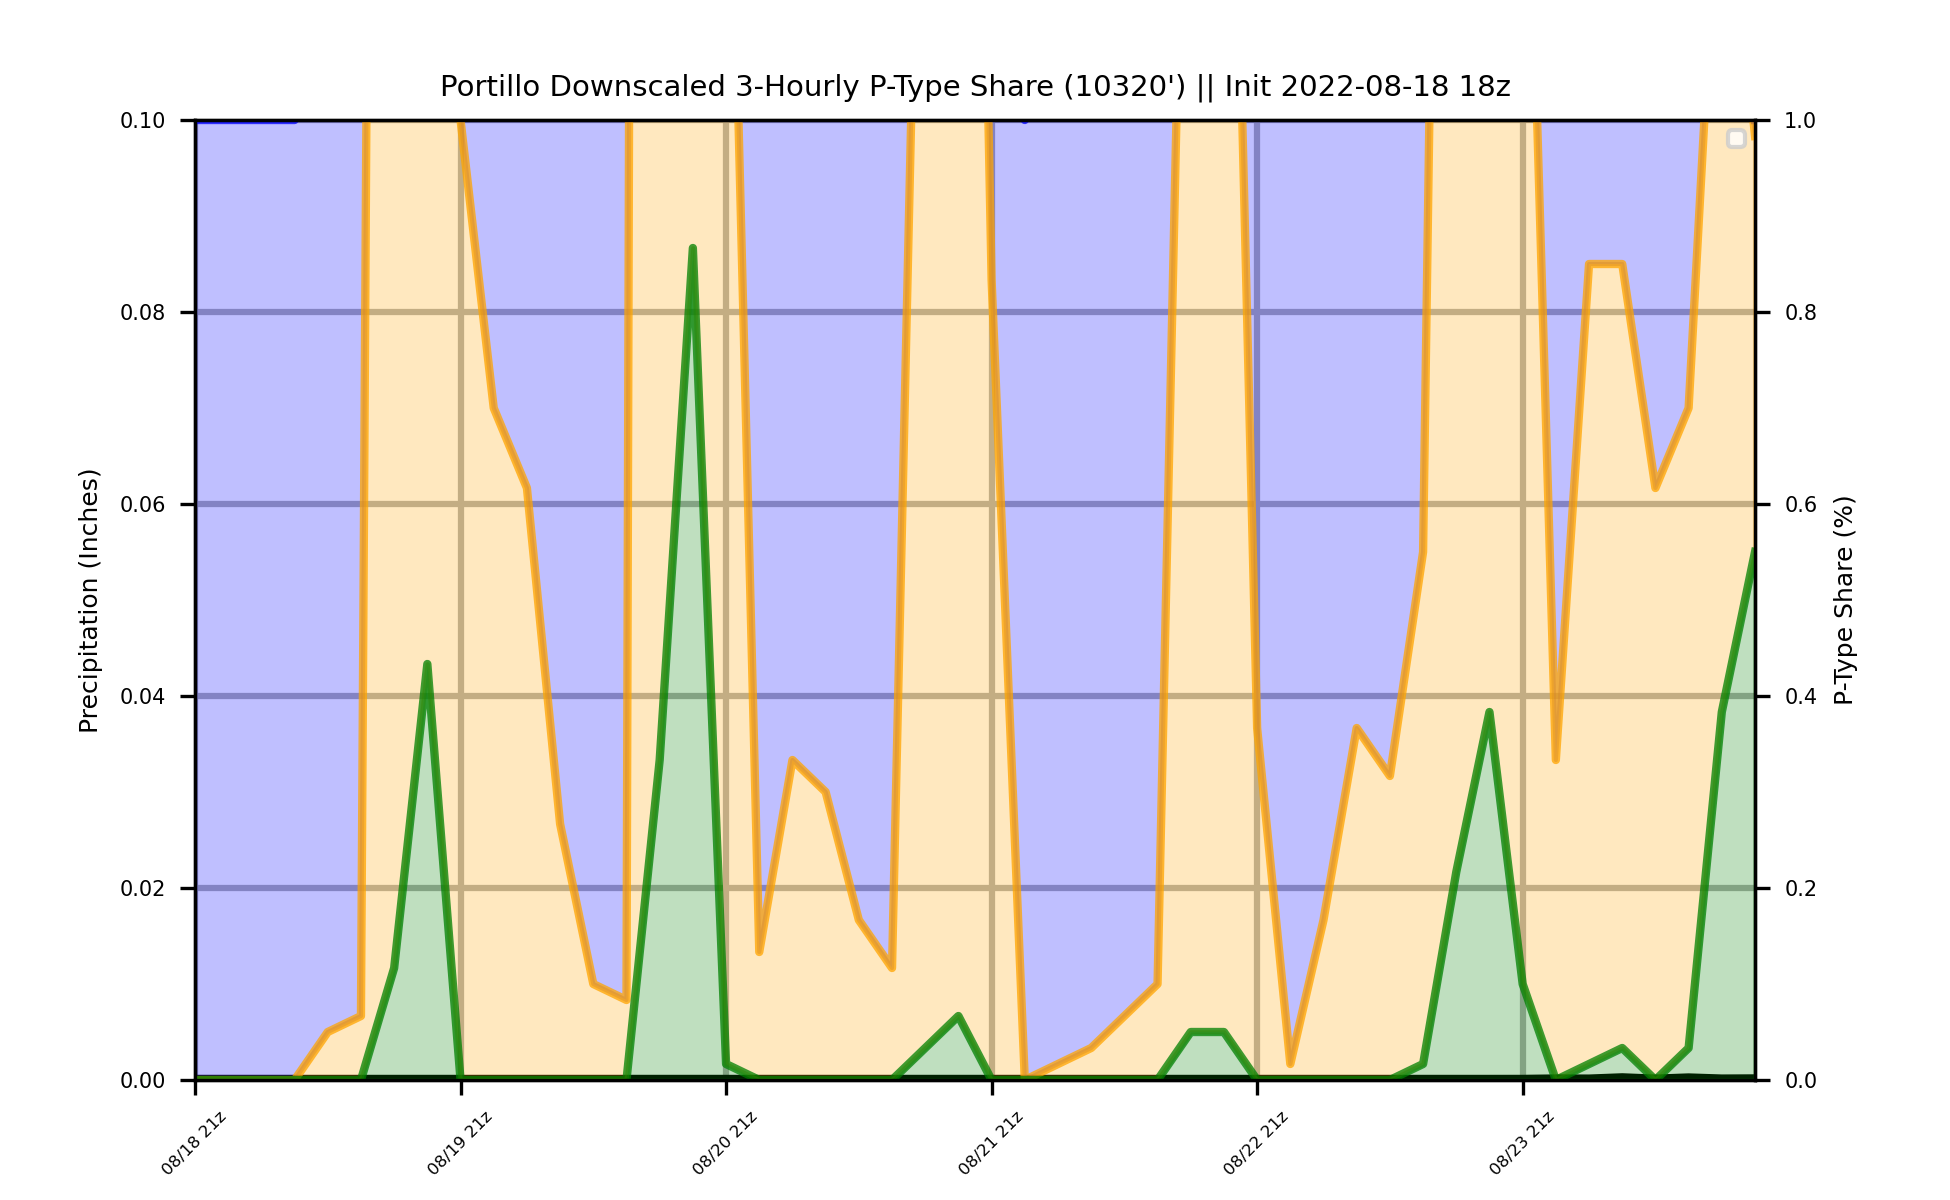 Portillo Downscaled 3-Hourly P-Type Share (10320') || Init 2022-08-18 18z
Precipitation (Inches)
0.10
0.08
0.06
0.04
0.02
0.00
1.0
0.8
0.6
0.4
0.2
0.0
P-Type Share (%)
08/18 21z
08/19 21z
08/20 21z
08/21 21z
08/22 21z
08/23 21z